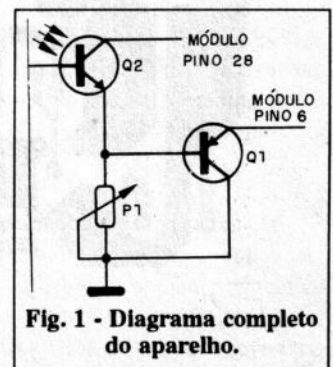 MÓDULO
PINO 28
Q2
MÓDULO
PINO 6
Q1
P1
Fig. 1 - Diagrama completo
do aparelho.